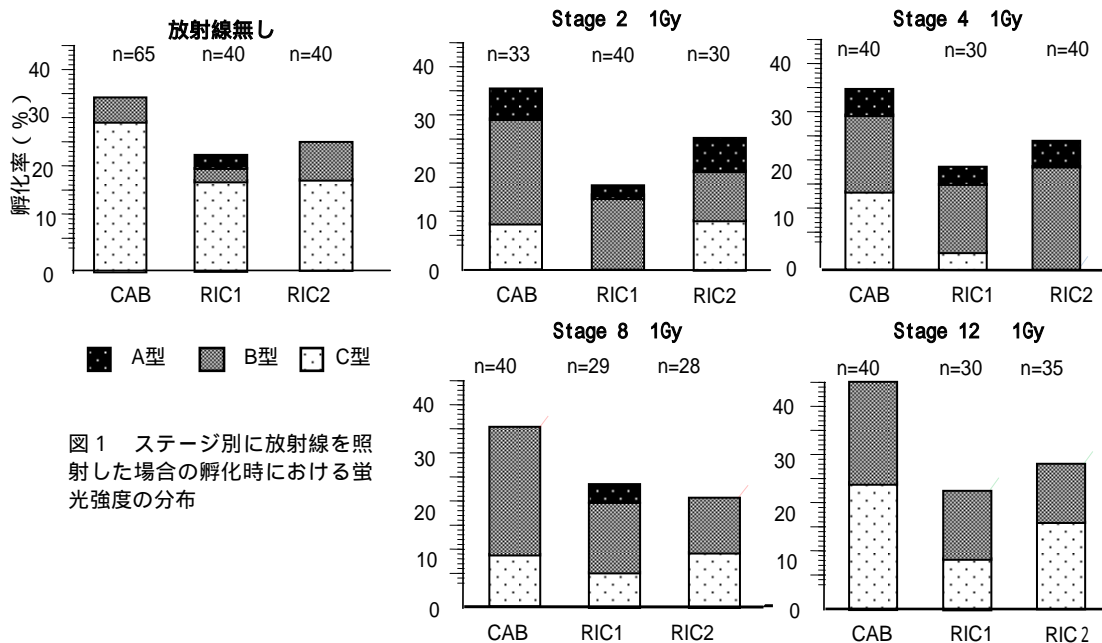 放射線無し
n=65 n=40 n=40
孵化率(%)
40
30
20
10
0
CAB RIC1 RIC2
Stage 2 1Gy
n=33 n=40 n=30
40
30
20
10
0
CAB RIC1 RIC2
Stage 4 1Gy
n=40 n=30 n=40
40
30
20
10
0
CAB RIC1 RIC2
A型 B型 C型
図1 ステージ別に放射線を照
射した場合の孵化時における蛍
光強度の分布
Stage 8 1Gy
n=40 n=29 n=28
40
30
20
10
0
CAB RIC1 RIC2
Stage 12 1Gy
n=40 n=30 n=35
40
30
20
10
0
CAB RIC1 RIC2